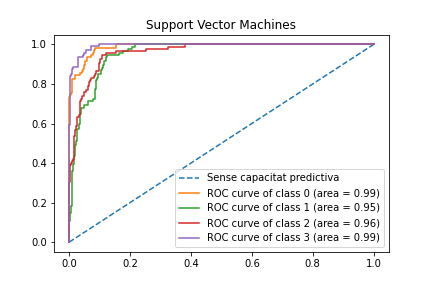 Support Vector Machines
1.0
0.8
0.6
0.4
0.2
0.0
Sense capacitat predictiva
ROC curve of class 0 (area = 0.99)
ROC curve of class 1 (area = 0.95)
ROC curve of class 2 (area = 0.96)
ROC curve of class 3 (area = 0.99)
0.0 0.2 0.4 0.6 0.8 1.0